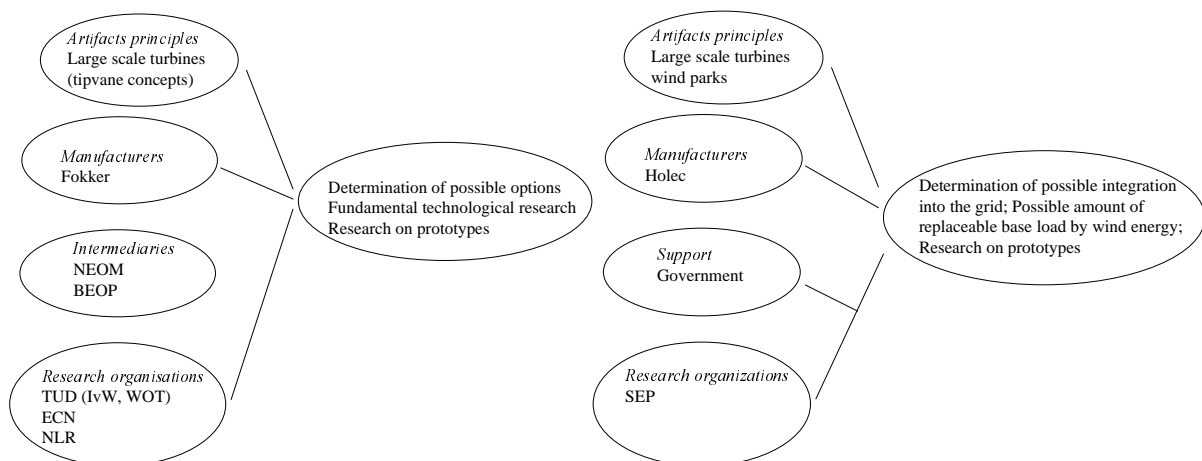 Artifacts principles
Large scale turbines
(tipvane concepts)
Manufacturers
Fokker
Intermediaries
NEOM
BEOP
Research organisations
TUD (IvW, WOT)
ECN
NLR
Determination of possible options
Fundamental technological research
Research on prototypes
Artifacts principles
Large scale turbines
wind parks
Manufacturers
Holec
Support
Government
Research organizations
SEP
Determination of possible integration
into the grid; Possible amount of
replaceable base load by wind energy;
Research on prototypes